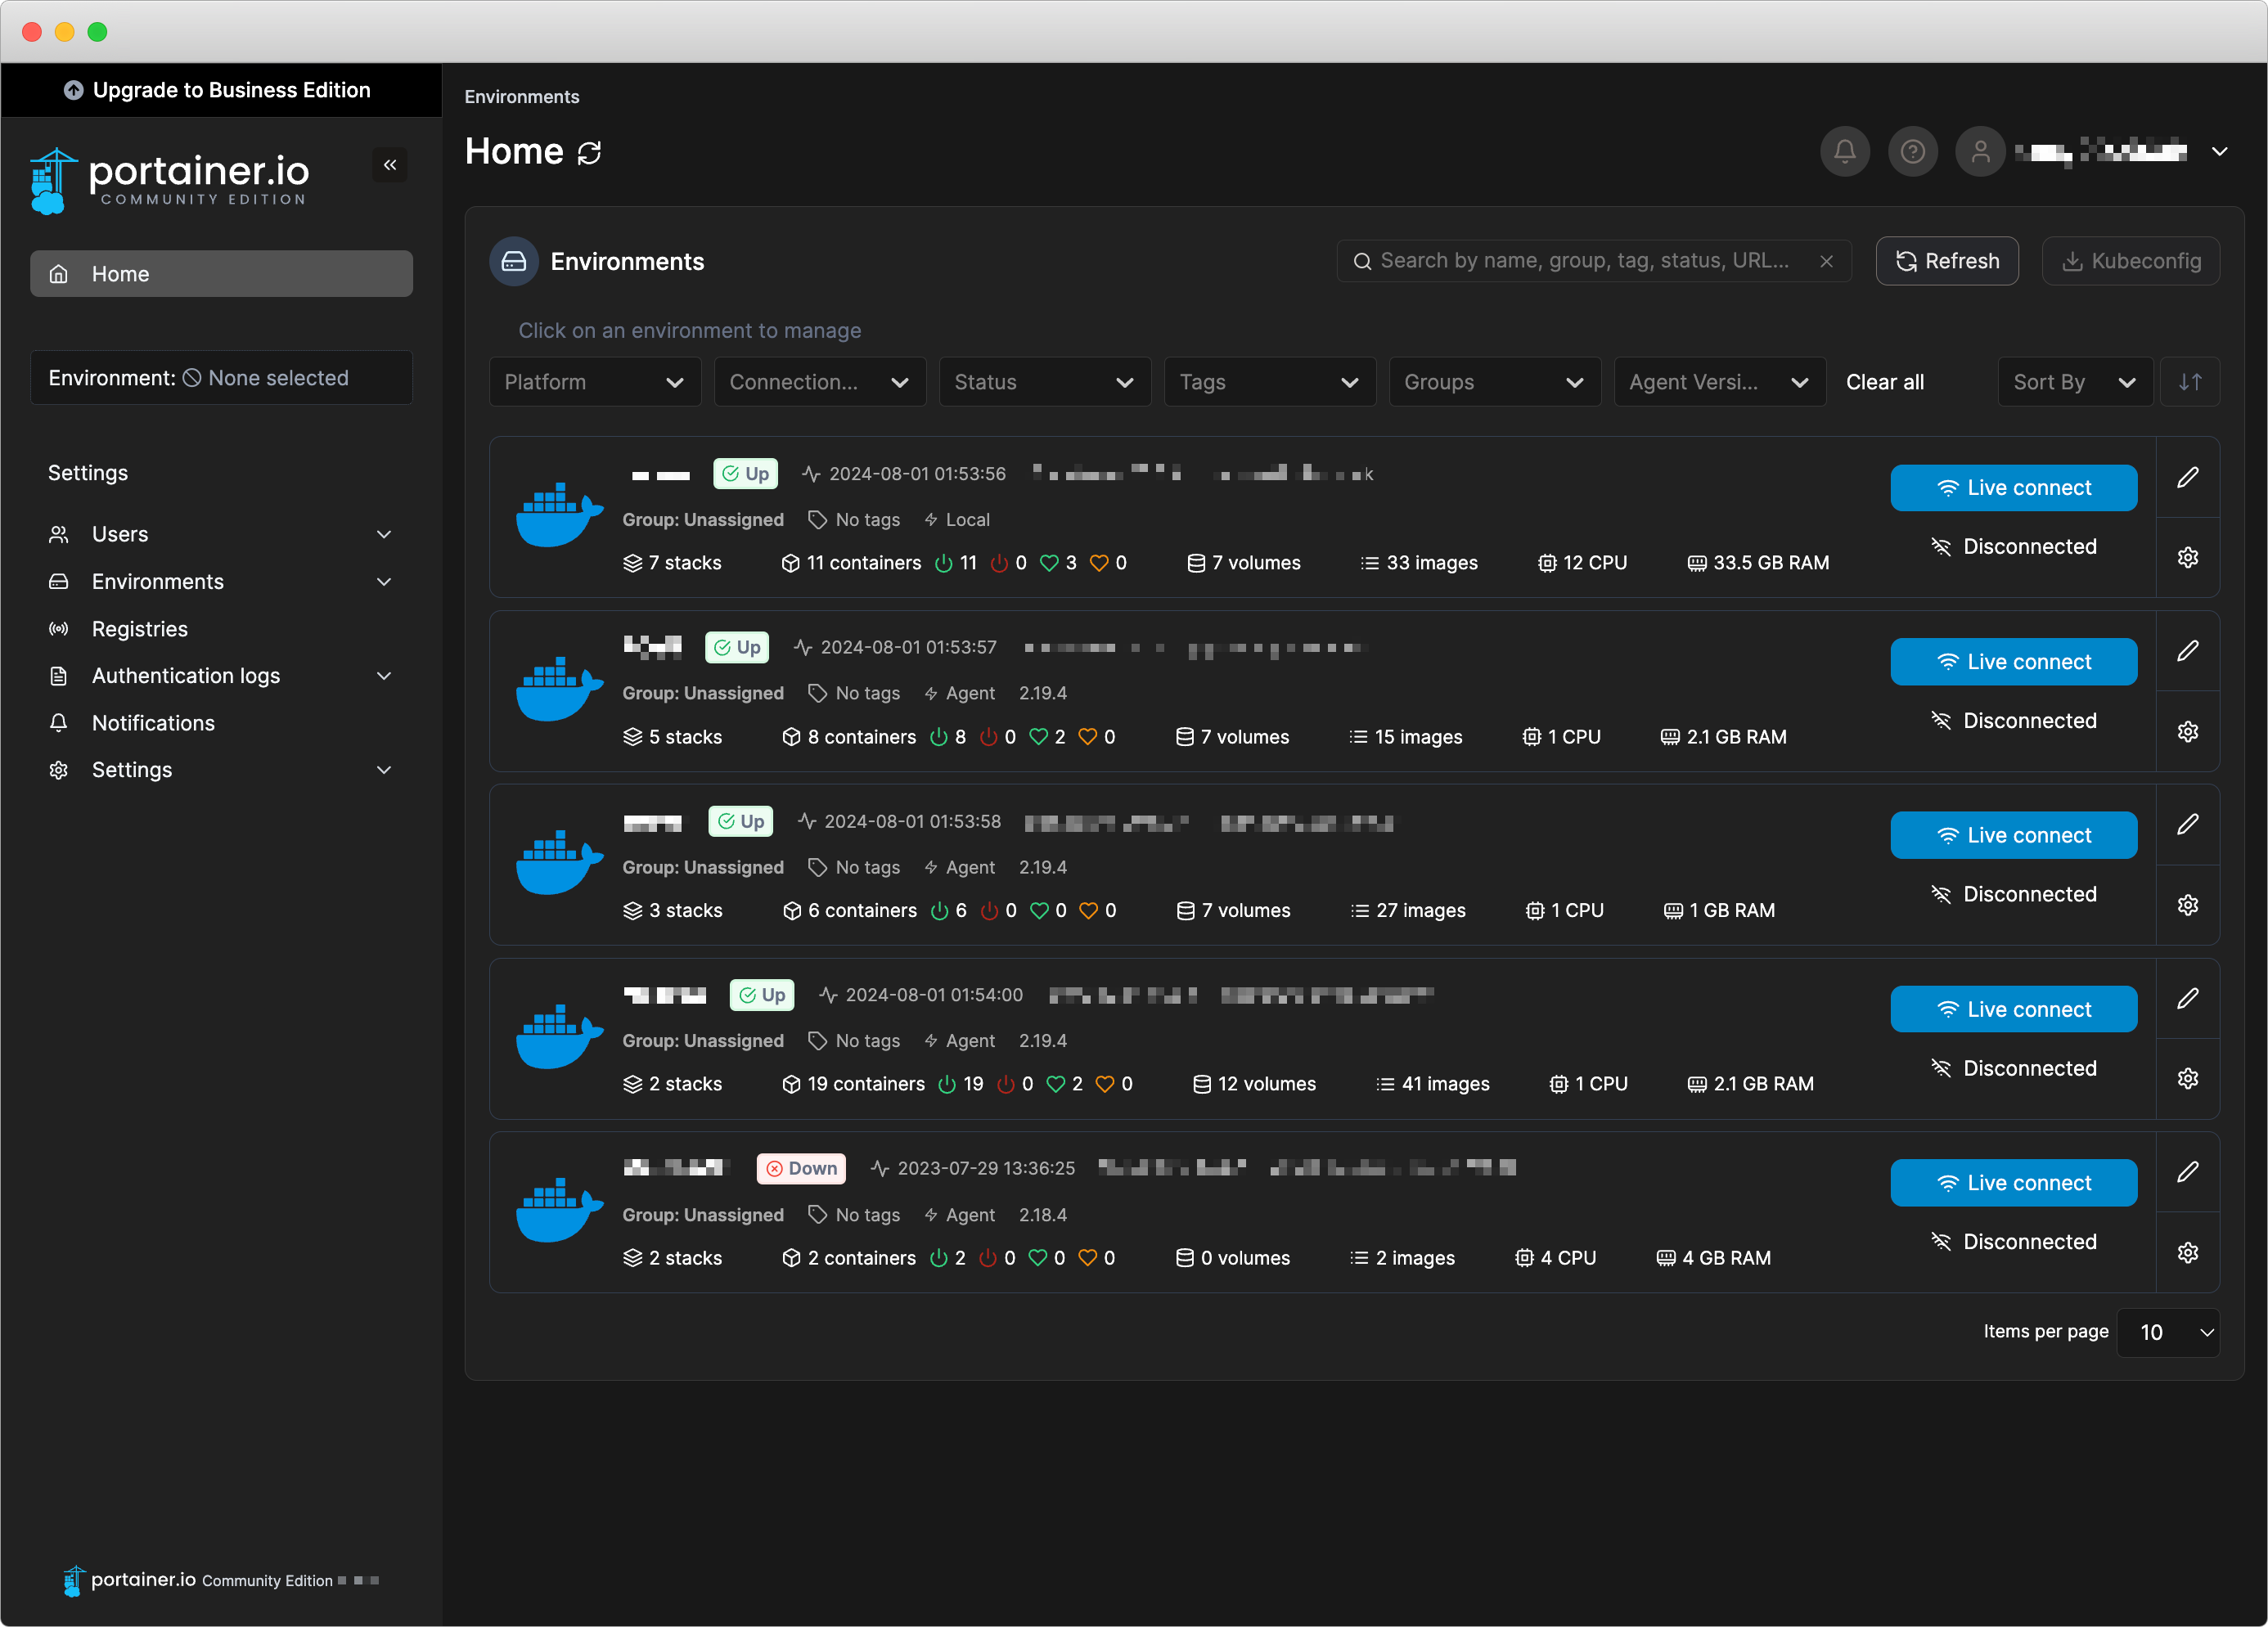 Upgrade to Business Edition
portainer.io
COMMUNITY EDITION
Home
Environment: None selected
Settings
Users
Environments
Registries
Authentication logs
Notifications
Settings
portainer.io Community Edition
Environments
Home
Environments
Search by name, group, tag, status, URL...
Refresh
Kubeconfig
Click on an environment to manage
Platform Connection... Status Tags Groups Agent Versi... Clear all Sort By
Up 2024-08-01 01:53:56
Group: Unassigned No tags Local
7 stacks 11 containers 11 0 3 0 7 volumes 33 images 12 CPU 33.5 GB RAM
Live connect
Disconnected
Up 2024-08-01 01:53:57
Group: Unassigned No tags Agent 2.19.4
5 stacks 8 containers 8 0 2 0 7 volumes 15 images 1 CPU 2.1 GB RAM
Live connect
Disconnected
Up 2024-08-01 01:53:58
Group: Unassigned No tags Agent 2.19.4
3 stacks 6 containers 6 0 0 0 7 volumes 27 images 1 CPU 1 GB RAM
Live connect
Disconnected
Up 2024-08-01 01:54:00
Group: Unassigned No tags Agent 2.19.4
2 stacks 19 containers 19 0 2 0 12 volumes 41 images 1 CPU 2.1 GB RAM
Live connect
Disconnected
Down 2023-07-29 13:36:25
Group: Unassigned No tags Agent 2.18.4
2 stacks 2 containers 2 0 0 0 0 volumes 2 images 4 CPU 4 GB RAM
Live connect
Disconnected
Items per page 10